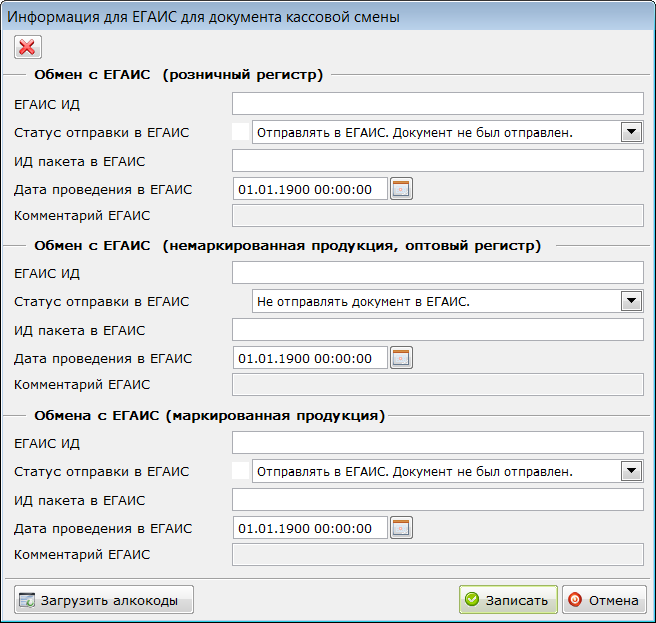 Информация для ЕГАИС для документа кассовой смены
Обмен с ЕГАИС (розничный регистр)
ЕГАИС ИД
Статус отправки в ЕГАИС Отправлять в ЕГАИС. Документ не был отправлен.
ИД пакета в ЕГАИС
Дата проведения в ЕГАИС 01.01.1900 00:00:00
Комментарий ЕГАИС
Обмен с ЕГАИС (немаркированная продукция, оптовый регистр)
ЕГАИС ИД
Статус отправки в ЕГАИС Не отправлять документ в ЕГАИС.
ИД пакета в ЕГАИС
Дата проведения в ЕГАИС 01.01.1900 00:00:00
Комментарий ЕГАИС
Обмена с ЕГАИС (маркированная продукция)
ЕГАИС ИД
Статус отправки в ЕГАИС Отправлять в ЕГАИС. Документ не был отправлен.
ИД пакета в ЕГАИС
Дата проведения в ЕГАИС 01.01.1900 00:00:00
Комментарий ЕГАИС
Загрузить алкокоды Записать Отмена